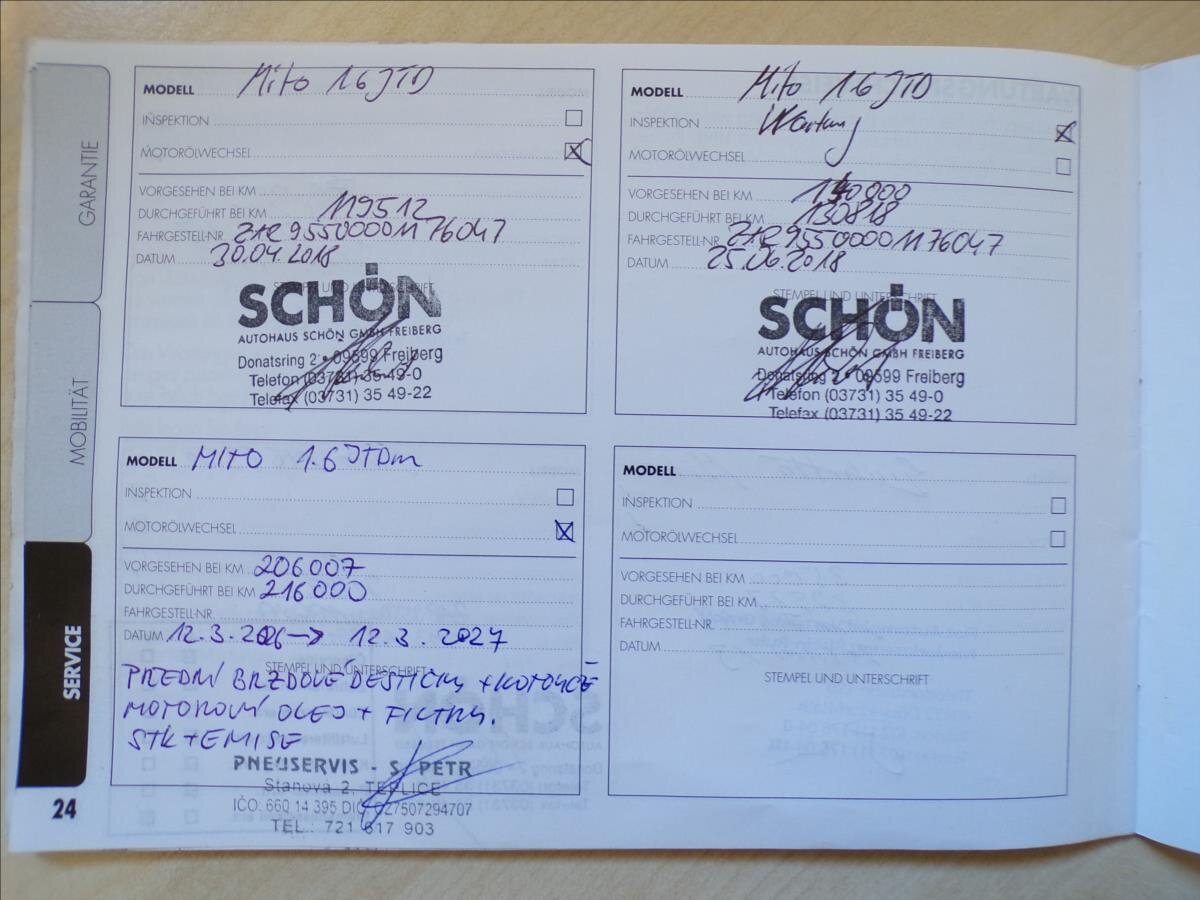 GARANTIE
MOBILITÄT
SERVICE
24
MODELL Mito 1.6 JTD
INSPEKTION
MOTORÖLWECHSEL X
VORGESEHEN BEI KM
DURCHGEFÜHRT BEI KM 119512
FAHRGESTELL-NR. ZAR95500001176047
DATUM 30.04.2018
STEMPEL UND UNTERSCHRIFT
SCHÖN
AUTOHAUS SCHÖN GMBH FREIBERG
Donatsring 2 • 09599 Freiberg
Telefon (03731) 35 49-0
Telefax (03731) 35 49-22
MODELL Mito 1.6 JTD
INSPEKTION Wartung X
MOTORÖLWECHSEL
VORGESEHEN BEI KM 140000
DURCHGEFÜHRT BEI KM 130818
FAHRGESTELL-NR. ZAR95500001176047
DATUM 25.06.2018
STEMPEL UND UNTERSCHRIFT
SCHÖN
AUTOHAUS SCHÖN GMBH FREIBERG
Donatsring 2 • 09599 Freiberg
Telefon (03731) 35 49-0
Telefax (03731) 35 49-22
MODELL MITO 1.6 JTDm
INSPEKTION
MOTORÖLWECHSEL X
VORGESEHEN BEI KM 206007
DURCHGEFÜHRT BEI KM 216000
FAHRGESTELL-NR.
DATUM 12.3.2026 → 12.3.2027
STEMPEL UND UNTERSCHRIFT
PŘEDNÍ BRZDOVÉ DESTIČKY + KOTOUČE
MOTOROVÝ OLEJ + FILTRY.
STK + EMISE
PNEUSERVIS - S. PETR
Stanová 2, TEPLICE
IČO: 660 14 395 DIČ: CZ7507294707
TEL.: 721 617 903
MODELL
INSPEKTION
MOTORÖLWECHSEL
VORGESEHEN BEI KM
DURCHGEFÜHRT BEI KM
FAHRGESTELL-NR.
DATUM
STEMPEL UND UNTERSCHRIFT